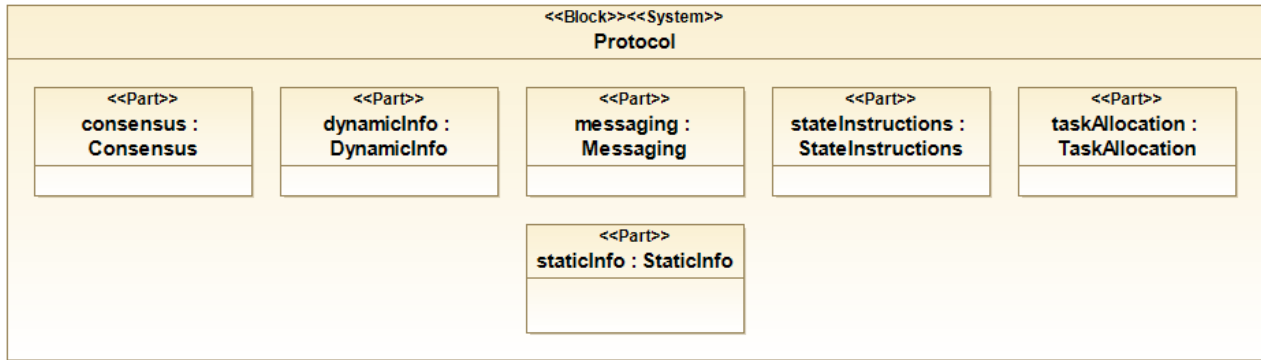 <<Block>><<System>>
Protocol
<<Part>>
consensus :
Consensus
<<Part>>
dynamicInfo :
DynamicInfo
<<Part>>
messaging :
Messaging
<<Part>>
stateInstructions :
StateInstructions
<<Part>>
taskAllocation :
TaskAllocation
<<Part>>
staticInfo : StaticInfo